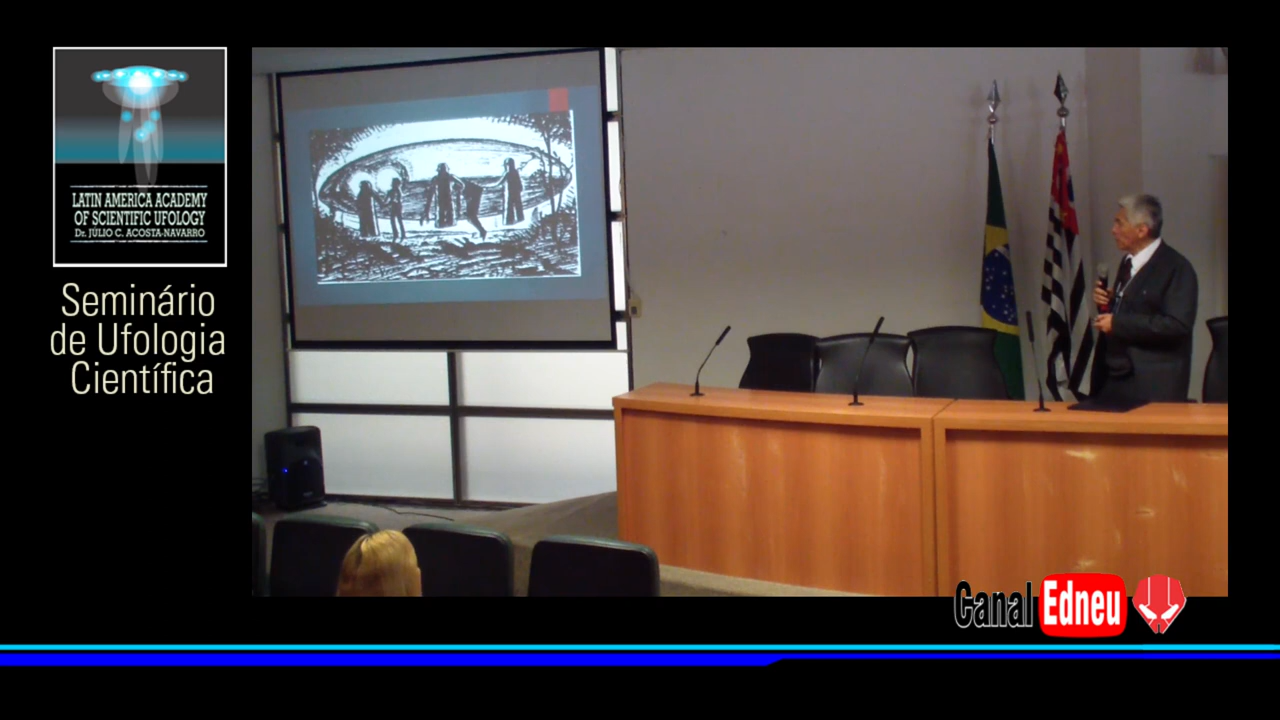 LATIN AMERICA ACADEMY
OF SCIENTIFIC UFOLOGY
Dr. JÚLIO C. ACOSTA-NAVARRO
Seminário
de Ufologia
Científica
Canal Edneu